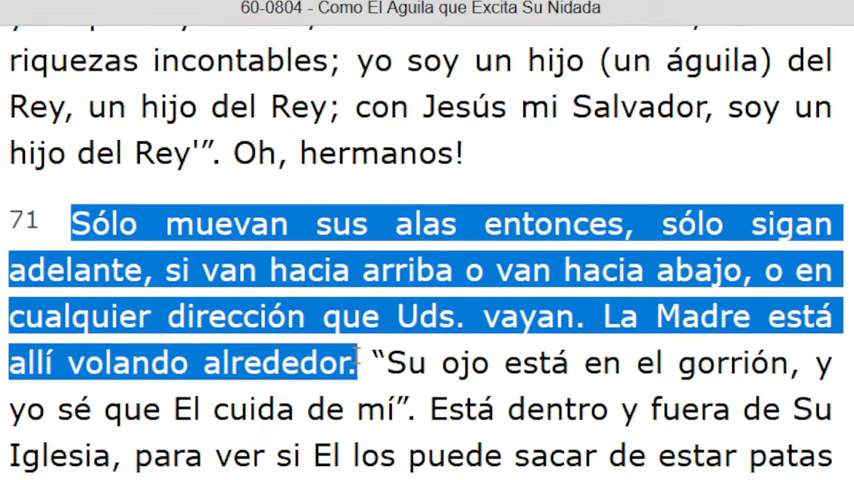 60-0804 - Como El Aguila que Excita Su Nidada
riquezas incontables; yo soy un hijo (un águila) del
Rey, un hijo del Rey; con Jesús mi Salvador, soy un
hijo del Rey'”. Oh, hermanos!
71 Sólo muevan sus alas entonces, sólo sigan
adelante, si van hacia arriba o van hacia abajo, o en
cualquier dirección que Uds. vayan. La Madre está
allí volando alrededor. “Su ojo está en el gorrión, y
yo sé que El cuida de mí”. Está dentro y fuera de Su
Iglesia, para ver si El los puede sacar de estar patas